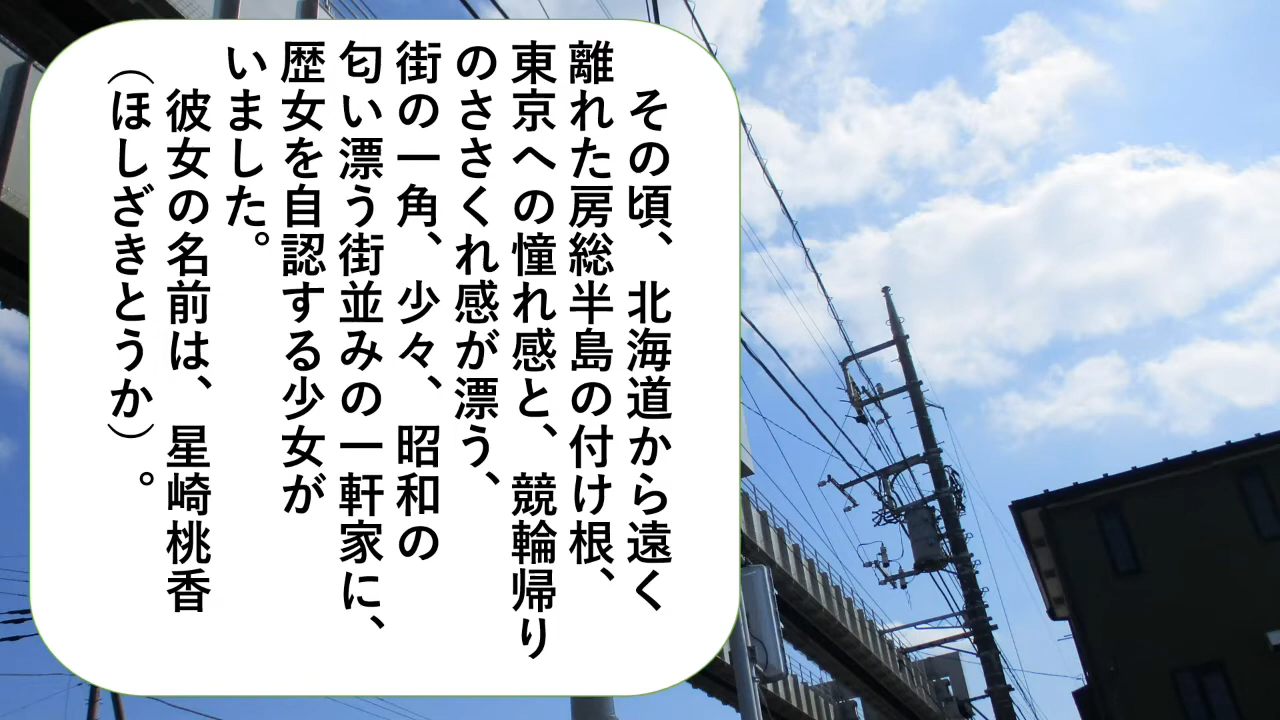 その頃、北海道から遠く
離れた房総半島の付け根、
東京への憧れ感と、競輪帰り
のささくれ感が漂う、
街の一角、少々、昭和の
匂い漂う街並みの一軒家に、
歴女を自認する少女が
いました。
彼女の名前は、星崎桃香
（ほしざきとうか）。